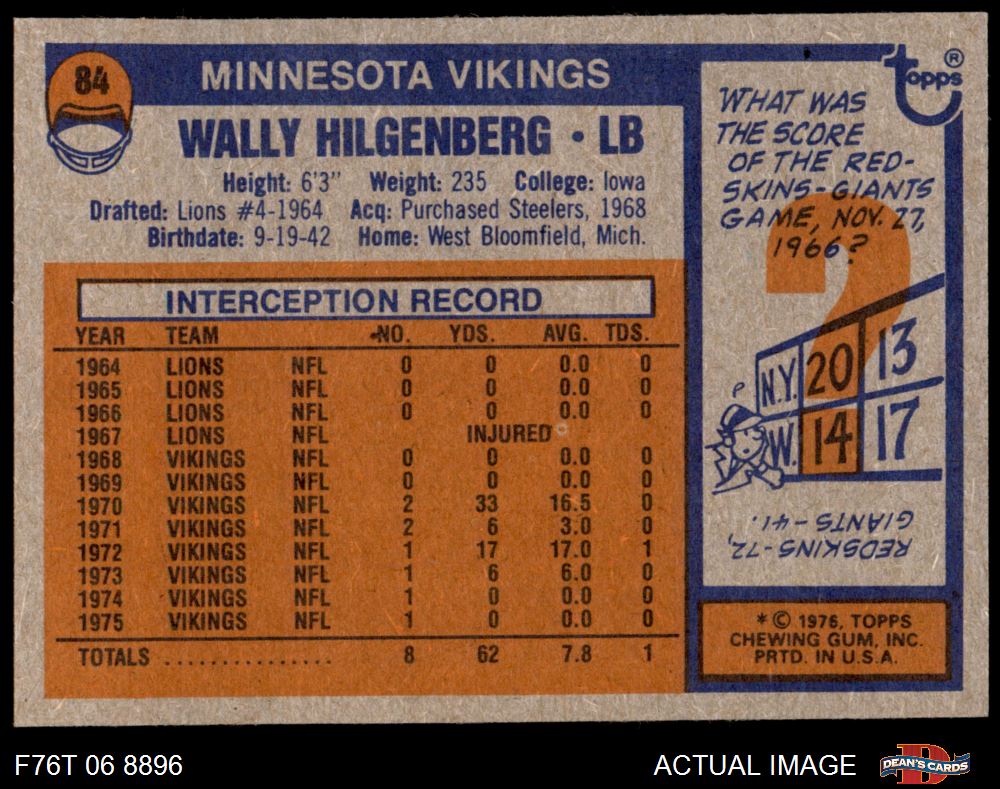 84
MINNESOTA VIKINGS
WALLY HILGENBERG • LB
Height: 6'3" Weight: 235 College: Iowa
Drafted: Lions #4-1964 Acq: Purchased Steelers, 1968
Birthdate: 9-19-42 Home: West Bloomfield, Mich.
INTERCEPTION RECORD
YEAR TEAM NO. YDS. AVG. TDS.
1964 LIONS NFL 0 0 0.0 0
1965 LIONS NFL 0 0 0.0 0
1966 LIONS NFL 0 0 0.0 0
1967 LIONS NFL INJURED
1968 VIKINGS NFL 0 0 0.0 0
1969 VIKINGS NFL 0 0 0.0 0
1970 VIKINGS NFL 2 33 16.5 0
1971 VIKINGS NFL 2 6 3.0 0
1972 VIKINGS NFL 1 17 17.0 1
1973 VIKINGS NFL 1 6 6.0 0
1974 VIKINGS NFL 1 0 0.0 0
1975 VIKINGS NFL 1 0 0.0 0
TOTALS ................ 8 62 7.8 1
topps ®
WHAT WAS
THE SCORE
OF THE RED-
SKINS-GIANTS
GAME, NOV. 27,
1966?
?
N.Y. 20 13
W. 14 17
REDSKINS-72,
GIANTS-41.
* © 1976, TOPPS
CHEWING GUM, INC.
PRTD. IN U.S.A.
F76T 06 8896 ACTUAL IMAGE
D
DEAN'S CARDS